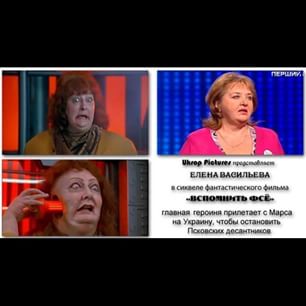 ПЕРШИЙ
Ukrop Pictures представляет
ЕЛЕНА ВАСИЛЬЕВА
в сиквеле фантастического фильма
«ВСПОМНИТЬ ФСЁ»
главная героиня прилетает с Марса
на Украину, чтобы остановить
Псковских десантников